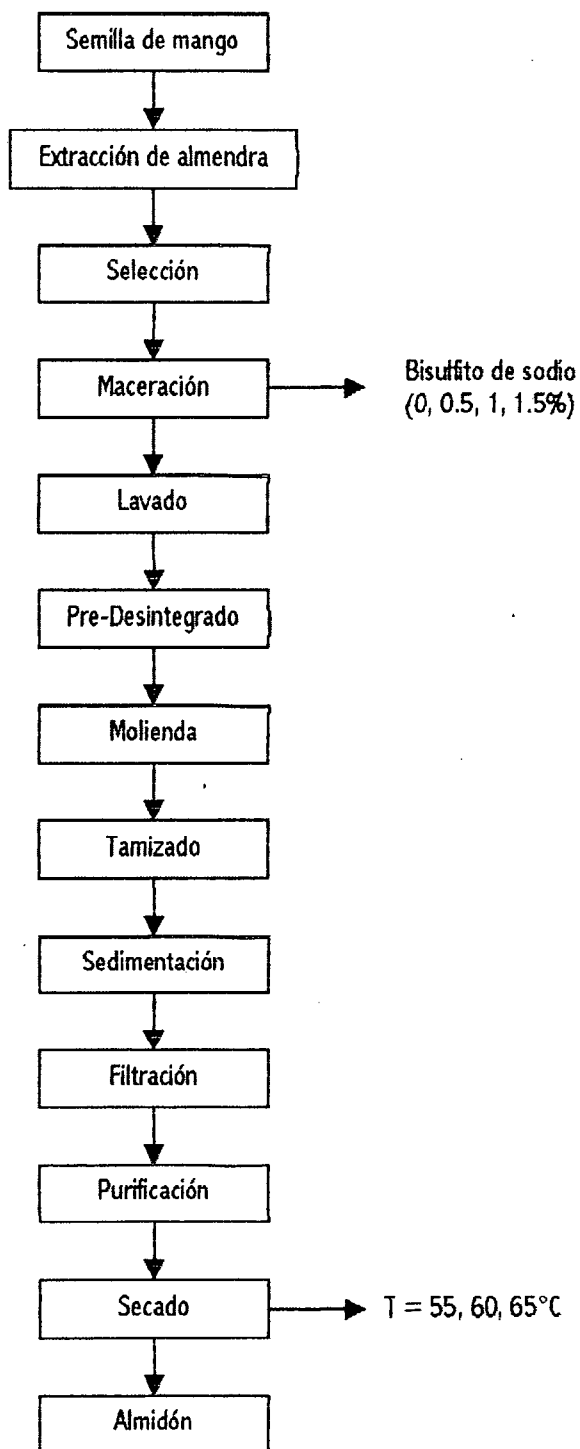 Semilla de mango
Extracción de almendra
Selección
Maceración
Bisulfito de sodio
(0, 0.5, 1, 1.5%)
Lavado
Pre-Desintegrado
Molienda
Tamizado
Sedimentación
Filtración
Purificación
Secado
T = 55, 60, 65°C
Almidón